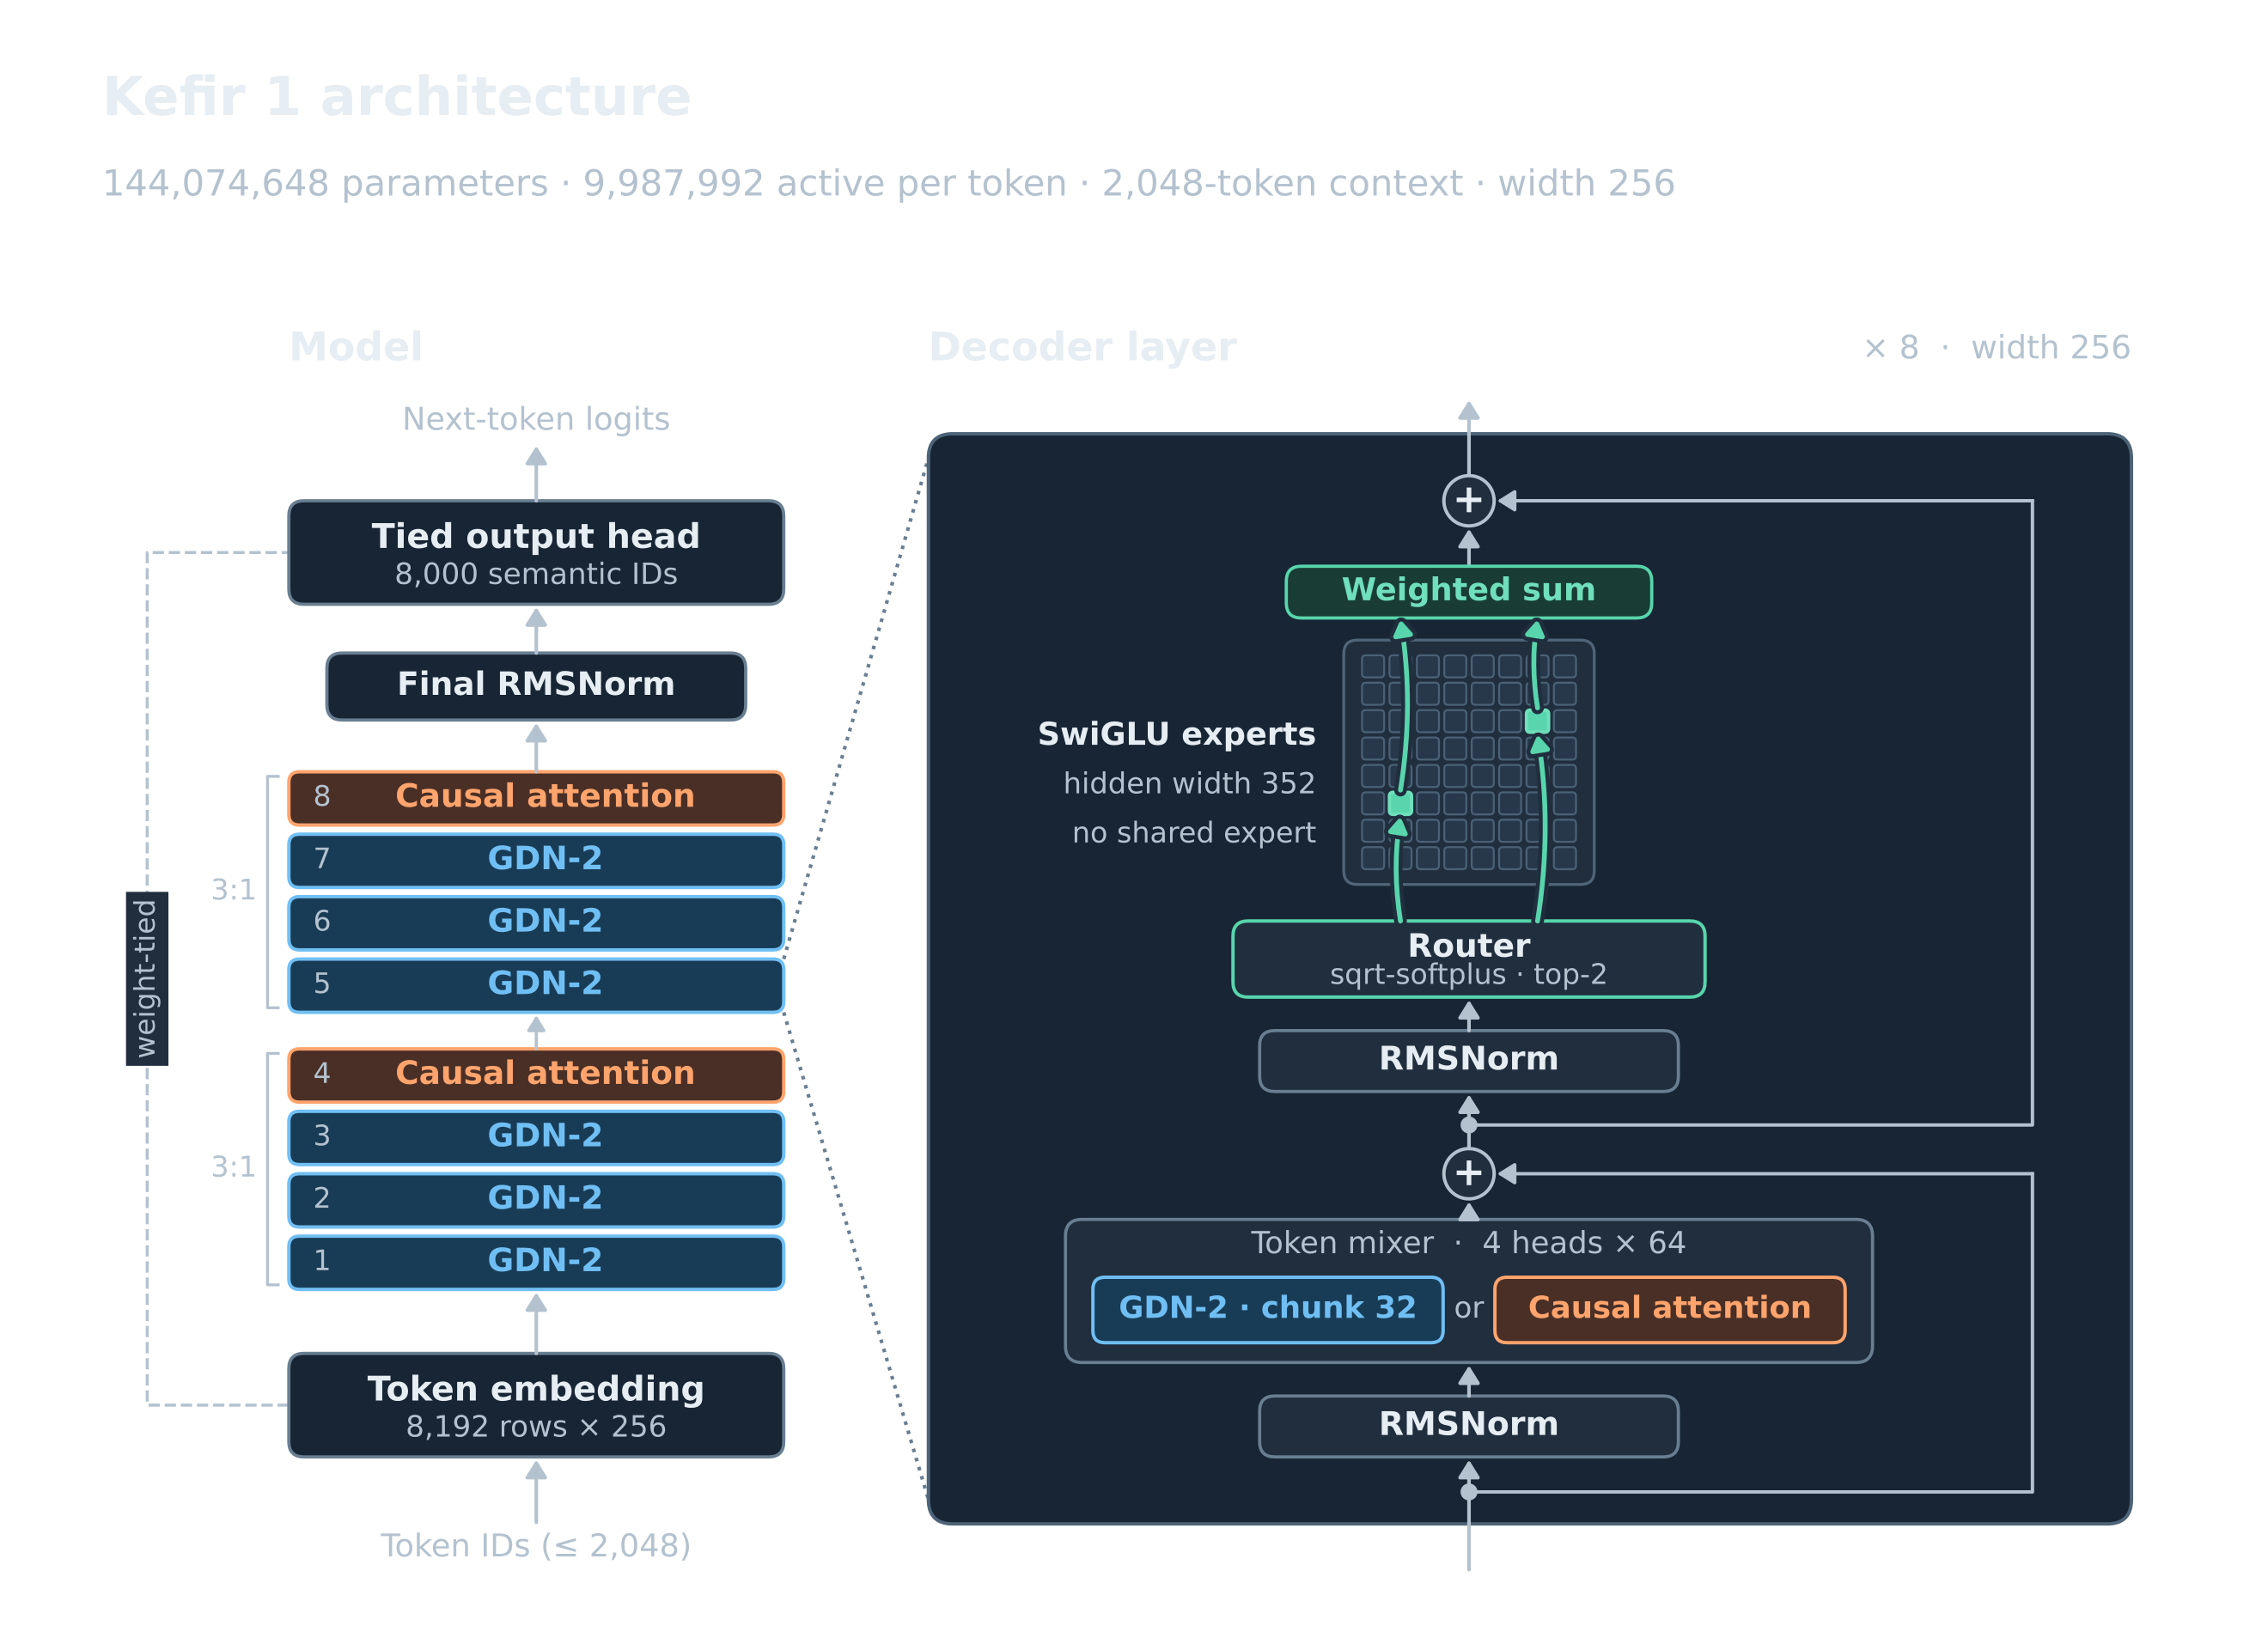 Kefir 1 architecture
144,074,648 parameters · 9,987,992 active per token · 2,048-token context · width 256
Model
Next-token logits
Tied output head
8,000 semantic IDs
Final RMSNorm
8 Causal attention
7 GDN-2
3:1
6 GDN-2
5 GDN-2
weight-tied
4 Causal attention
3 GDN-2
3:1
2 GDN-2
1 GDN-2
Token embedding
8,192 rows × 256
Token IDs (≤ 2,048)
Decoder layer
× 8 · width 256
+
Weighted sum
SwiGLU experts
hidden width 352
no shared expert
Router
sqrt-softplus · top-2
RMSNorm
+
Token mixer · 4 heads × 64
GDN-2 · chunk 32 or Causal attention
RMSNorm